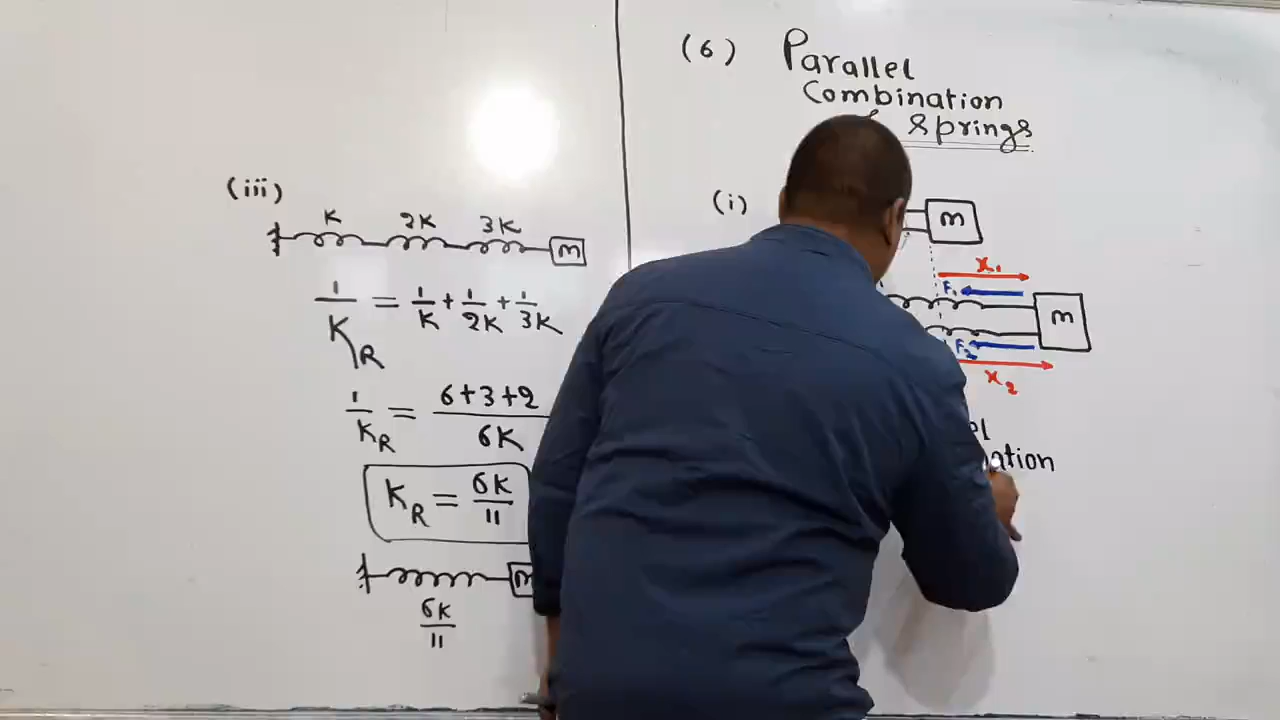 (iii)
K 2K 3K
m
1/K_R = 1/K + 1/2K + 1/3K
1/K_R = 6+3+2/6K
K_R = 6K/11
m
6K/11
(6) Parallel
Combination
Springs
(i)
m
x₁
F₁
m
F₂
x₂